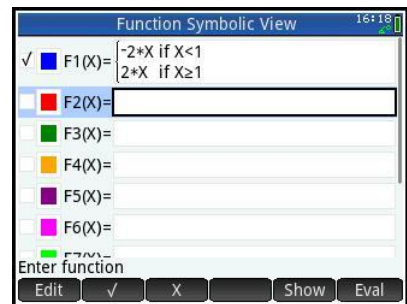 Function Symbolic View 16:18
√ F1(X)= -2*X if X<1
2*X if X≥1
F2(X)=
F3(X)=
F4(X)=
F5(X)=
F6(X)=
Enter function
Edit √ X Show Eval